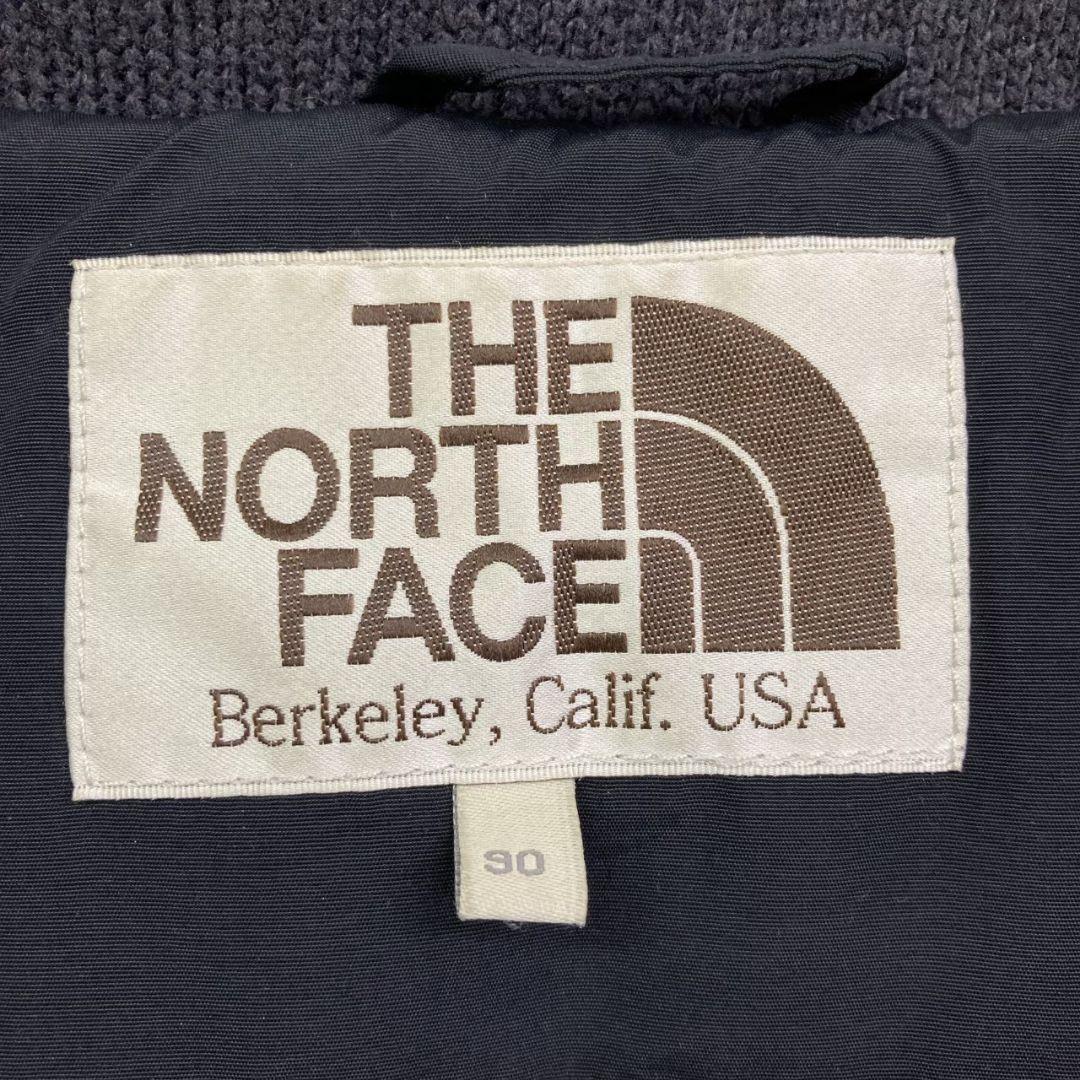 THE
NORTH
FACE
Berkeley, Calif. USA
90